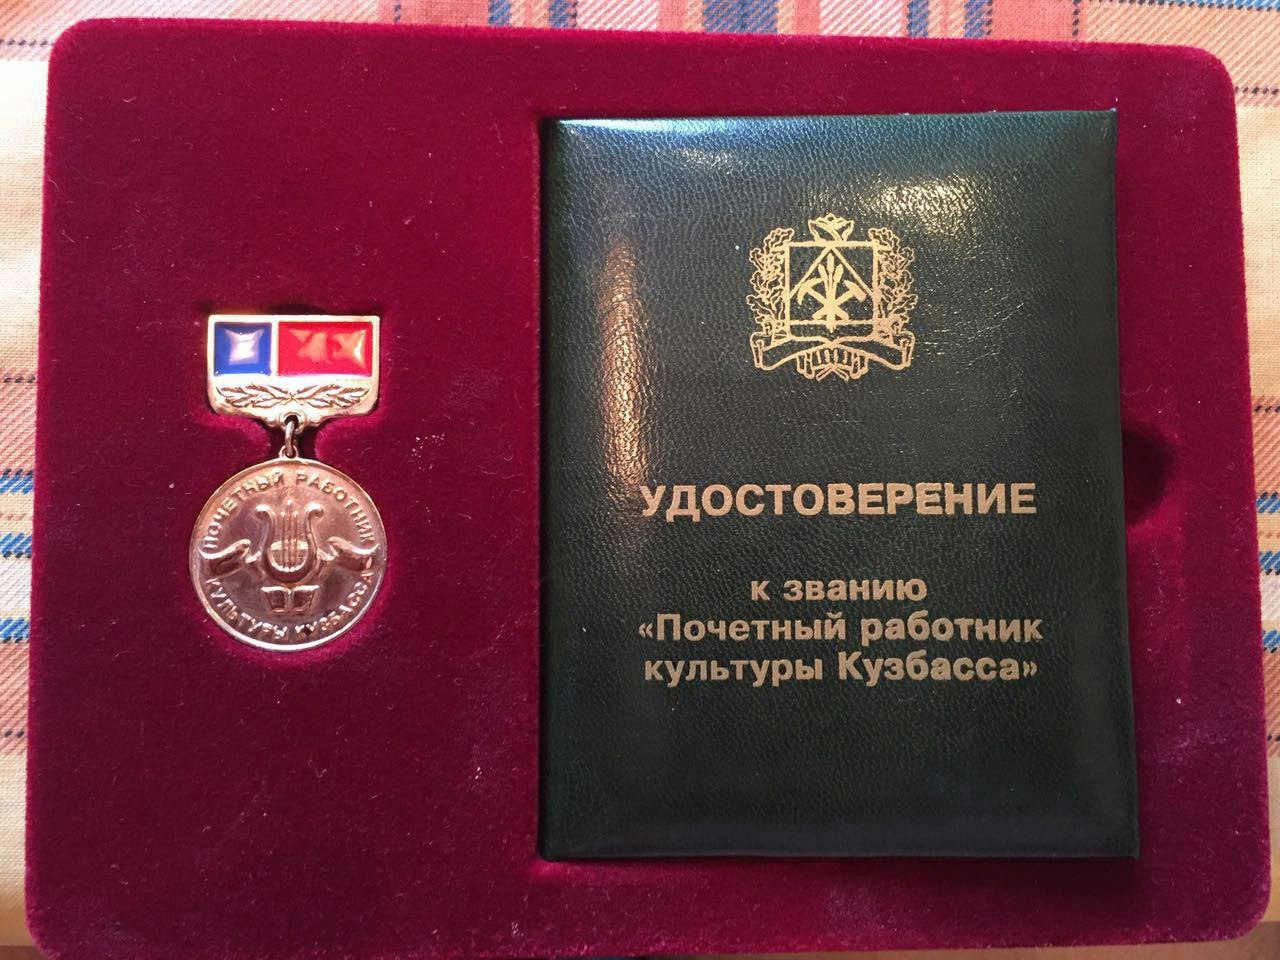 ПОЧЕТНЫЙ РАБОТНИК
КУЛЬТУРЫ КУЗБАССА
УДОСТОВЕРЕНИЕ
к званию
«Почетный работник
культуры Кузбасса»